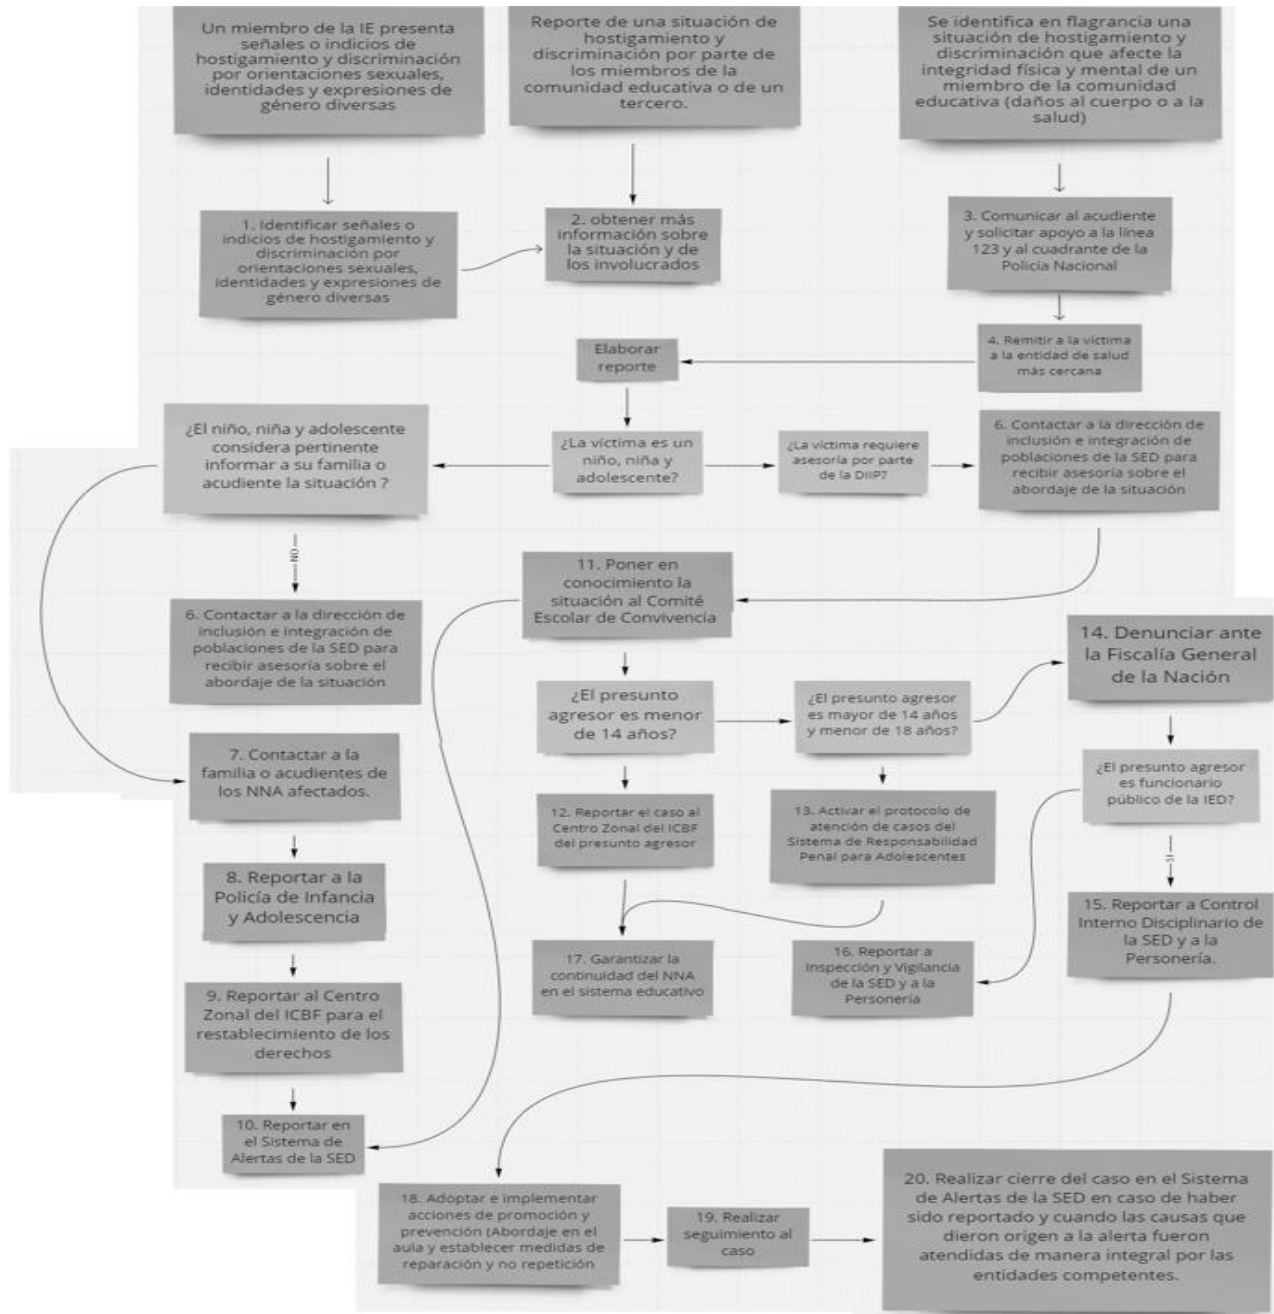 Un miembro de la IE presenta
señales o indicios de
hostigamiento y discriminación
por orientaciones sexuales,
identidades y expresiones de
género diversas
Reporte de una situación de
hostigamiento y
discriminación por parte de
los miembros de la
comunidad educativa o de un
tercero.
Se identifica en flagrancia una
situación de hostigamiento y
discriminación que afecte la
integridad física y mental de un
miembro de la comunidad
educativa (daños al cuerpo o a la
salud)
1. Identificar señales o
indicios de hostigamiento y
discriminación por
orientaciones sexuales,
identidades y expresiones de
género diversas
2. obtener más
información sobre
la situación y de
los involucrados
3. Comunicar al acudiente
y solicitar apoyo a la línea
123 y al cuadrante de la
Policía Nacional
Elaborar
reporte
4. Remitir a la víctima
a la entidad de salud
más cercana
¿El niño, niña y adolescente
considera pertinente
informar a su familia o
acudiente la situación ?
¿La víctima es un
niño, niña y
adolescente?
¿La víctima requiere
asesoría por parte
de la DIIP?
6. Contactar a la dirección de
inclusión e integración de
poblaciones de la SED para
recibir asesoría sobre el
abordaje de la situación
NO
6. Contactar a la dirección de
inclusión e integración de
poblaciones de la SED para
recibir asesoría sobre el
abordaje de la situación
11. Poner en
conocimiento la
situación al Comité
Escolar de Convivencia
14. Denunciar ante
la Fiscalía General
de la Nación
¿El presunto
agresor es menor
de 14 años?
¿El presunto agresor
es mayor de 14 años
y menor de 18 años?
7. Contactar a la
familia o acudientes de
los NNA afectados.
¿El presunto agresor
es funcionario
público de la IED?
12. Reportar el caso al
Centro Zonal del ICBF
del presunto agresor
13. Activar el protocolo de
atención de casos del
Sistema de Responsabilidad
Penal para Adolescentes
SI
8. Reportar a la
Policía de Infancia
y Adolescencia
15. Reportar a Control
Interno Disciplinario de
la SED y a la
Personería.
17. Garantizar la
continuidad del NNA
en el sistema educativo
16. Reportar a
Inspección y Vigilancia
de la SED y a la
Personería
9. Reportar al Centro
Zonal del ICBF para el
restablecimiento de los
derechos
10. Reportar en
el Sistema de
Alertas de la SED
18. Adoptar e implementar
acciones de promoción y
prevención (Abordaje en el
aula y establecer medidas de
reparación y no repetición
19. Realizar
seguimiento al
caso
20. Realizar cierre del caso en el Sistema
de Alertas de la SED en caso de haber
sido reportado y cuando las causas que
dieron origen a la alerta fueron
atendidas de manera integral por las
entidades competentes.